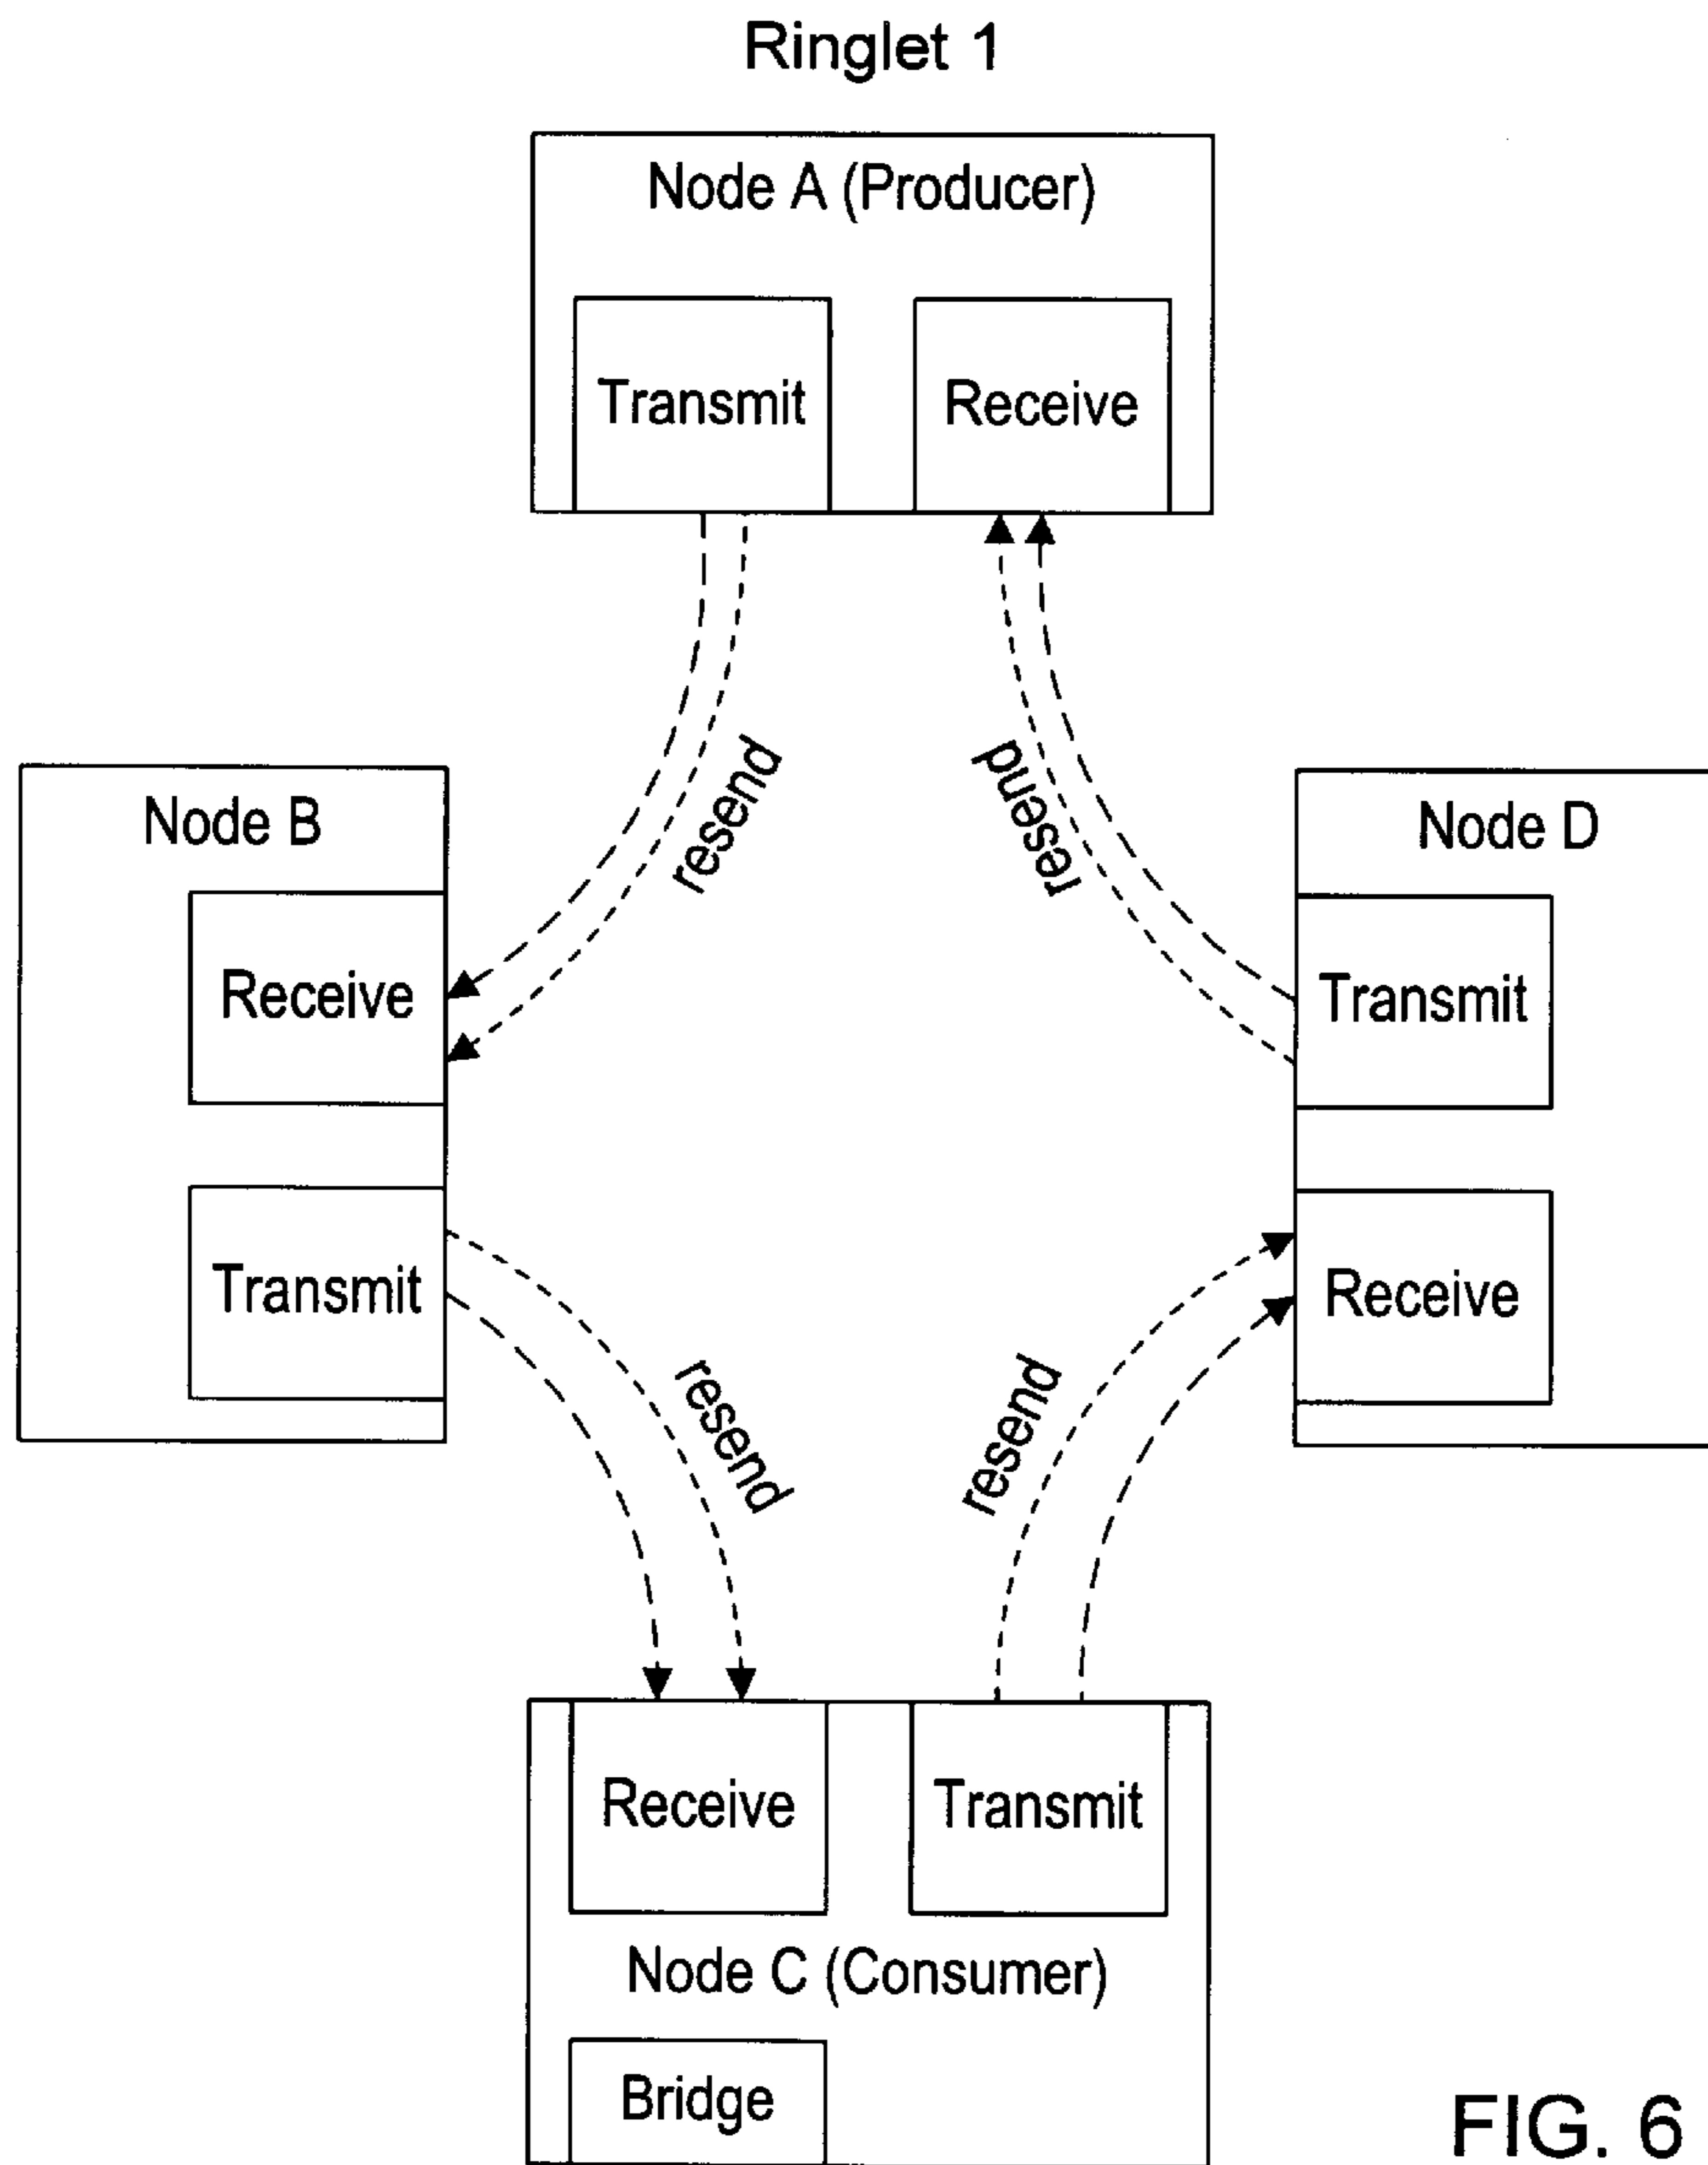 Ringlet 1
Node A (Producer)
Transmit
Receive
resend
resend
Node B
Node D
Receive
Transmit
Transmit
Receive
resend
resend
Receive
Transmit
Node C (Consumer)
Bridge
FIG. 6